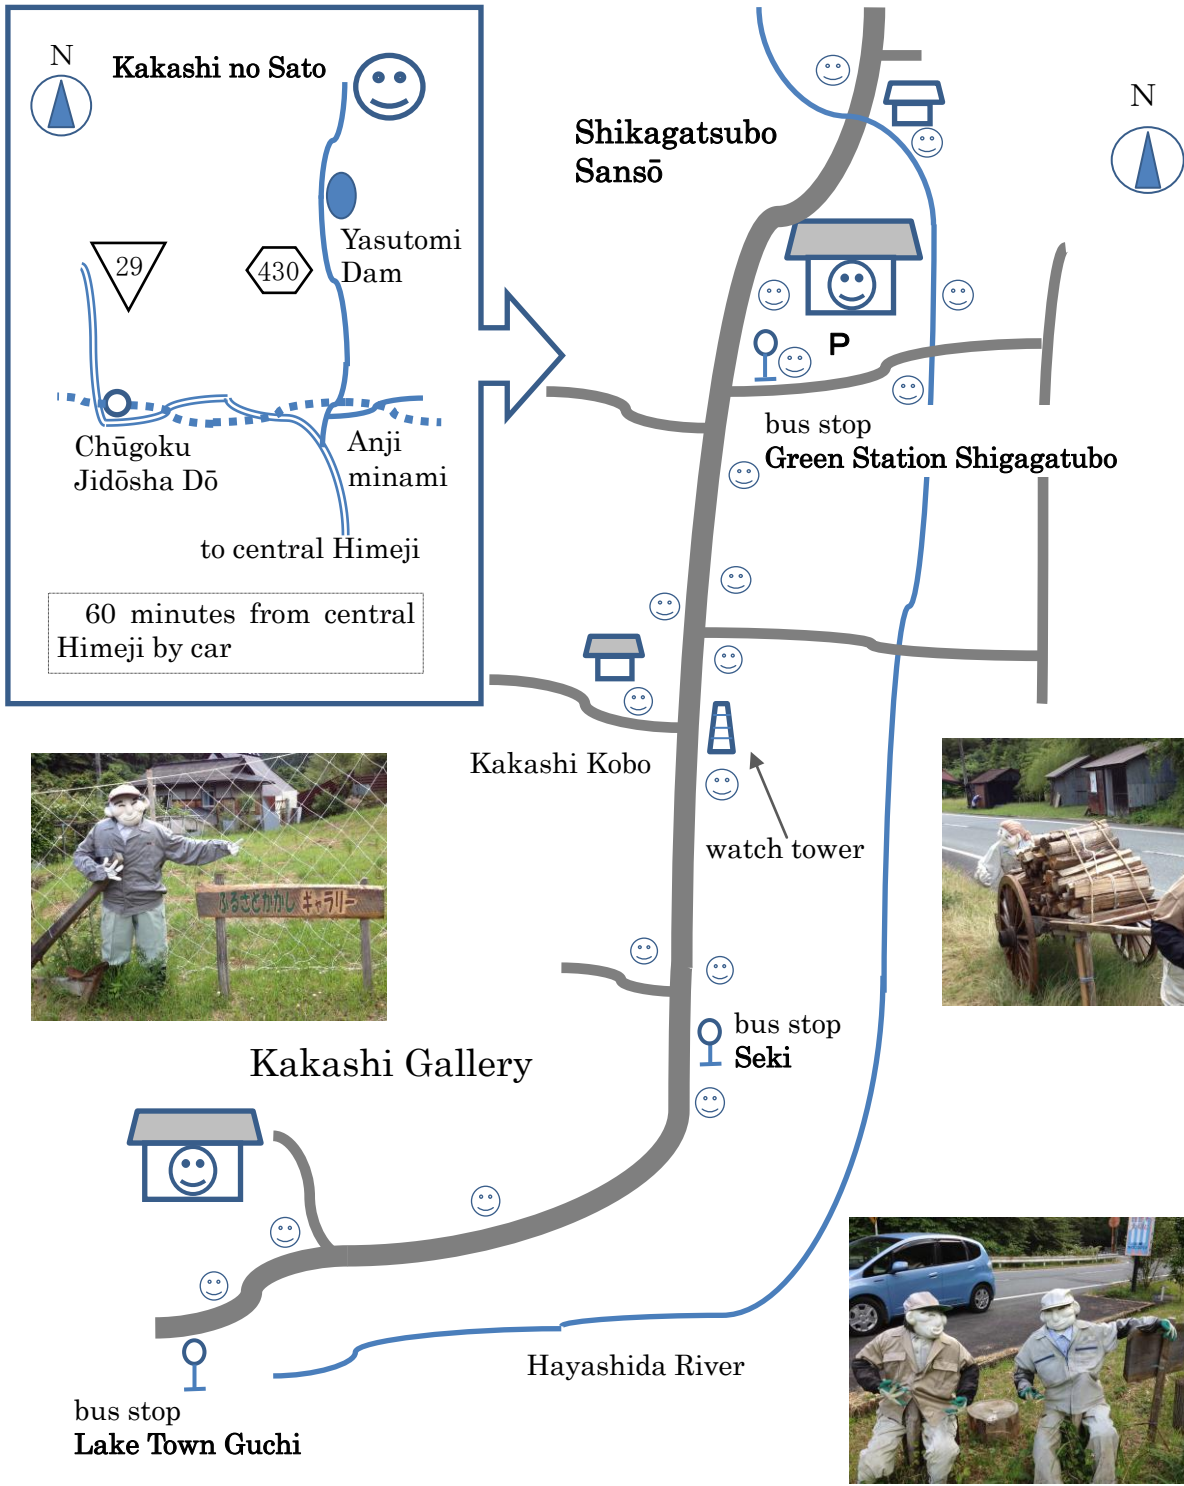 N
Kakashi no Sato
Yasutomi
Dam
29
430
Chūgoku
Jidōsha Dō
Anji
minami
to central Himeji
60 minutes from central
Himeji by car
N
Shikagatsubo
Sansō
P
bus stop
Green Station Shigagatubo
Kakashi Kobo
watch tower
ふるさとかかし ギャラリー
bus stop
Seki
Kakashi Gallery
Hayashida River
bus stop
Lake Town Guchi